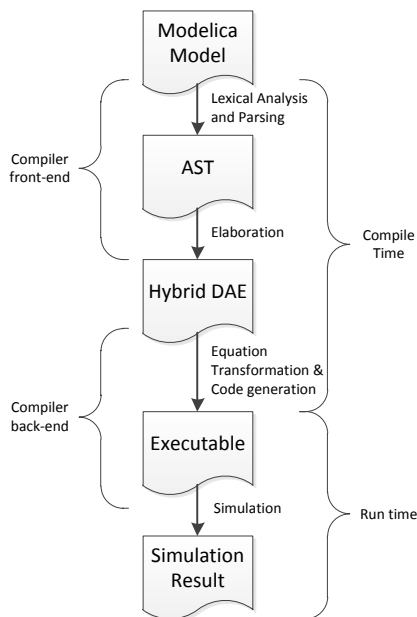 Modelica
Model
Lexical Analysis
and Parsing
Compiler
front-end
AST
Compile
Time
Elaboration
Hybrid DAE
Equation
Transformation &
Code generation
Compiler
back-end
Executable
Simulation
Run time
Simulation
Result